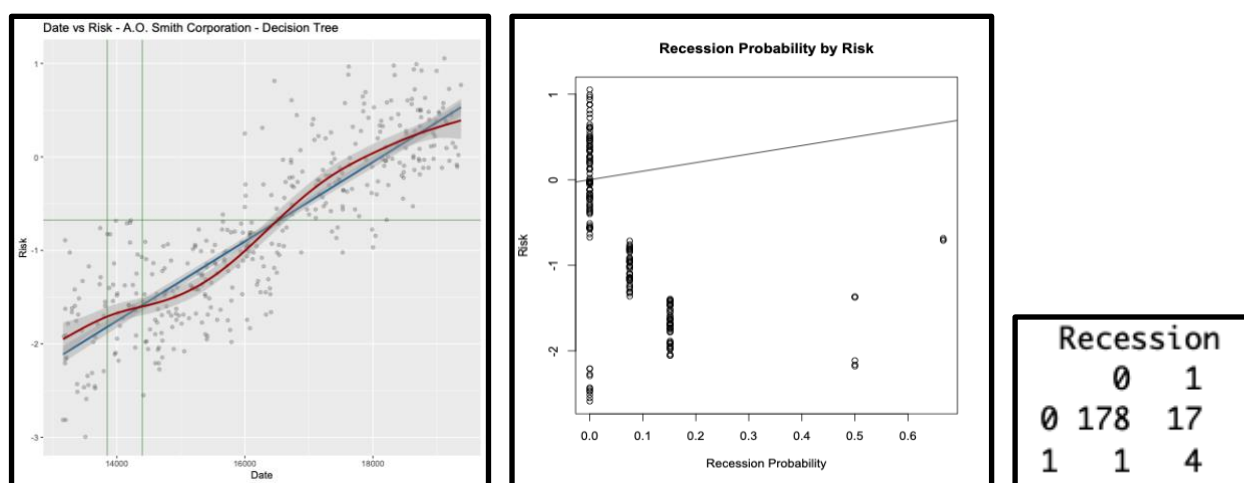 Date vs Risk - A.O. Smith Corporation - Decision Tree
1
0
-1
-2
-3
Risk
14000
16000
18000
Date
Recession Probability by Risk
1
0
-1
-2
Risk
0.0 0.1 0.2 0.3 0.4 0.5 0.6
Recession Probability
Recession
0 1
0 178 17
1 1 4